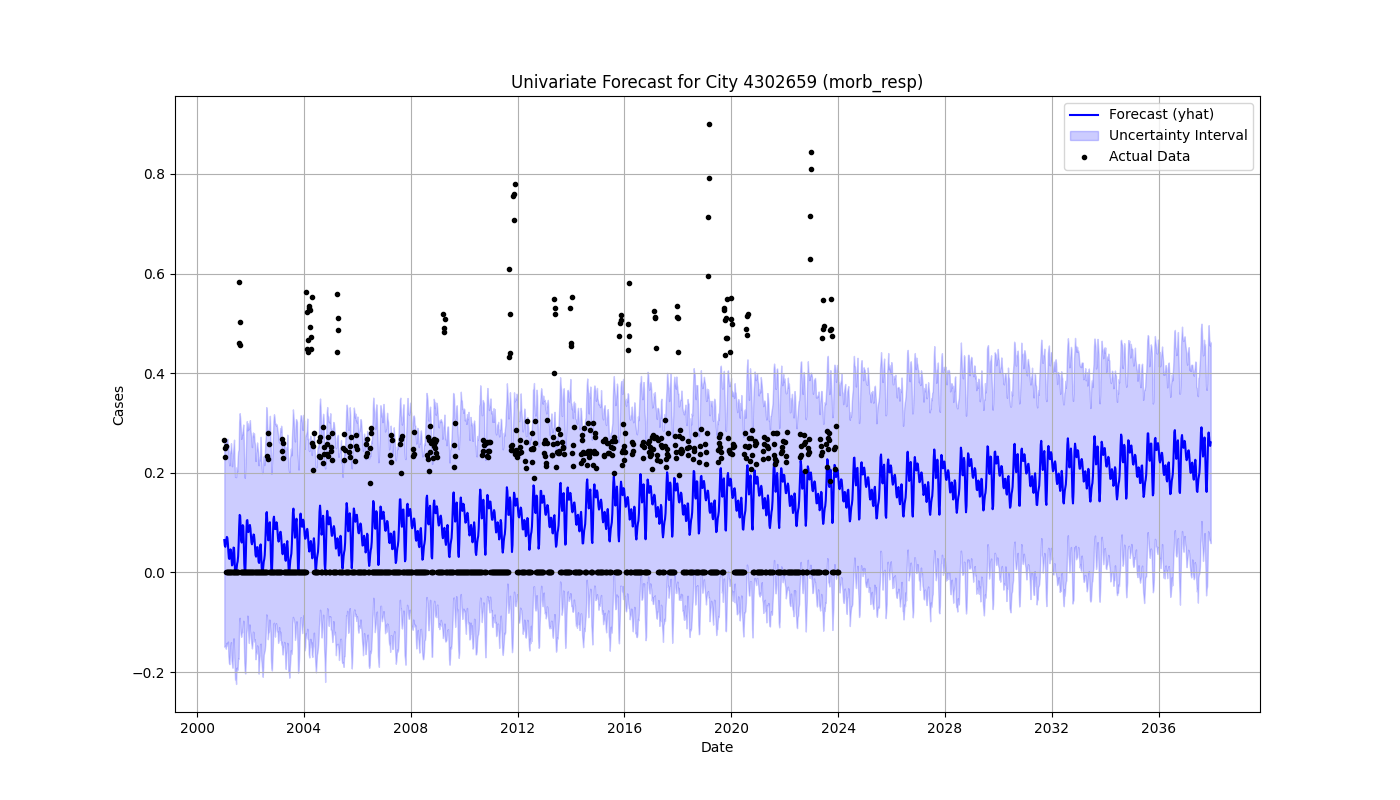 Univariate Forecast for City 4302659 (morb_resp)
Forecast (yhat)
Uncertainty Interval
Actual Data
Cases
0.8
0.6
0.4
0.2
0.0
−0.2
2000 2004 2008 2012 2016 2020 2024 2028 2032 2036
Date